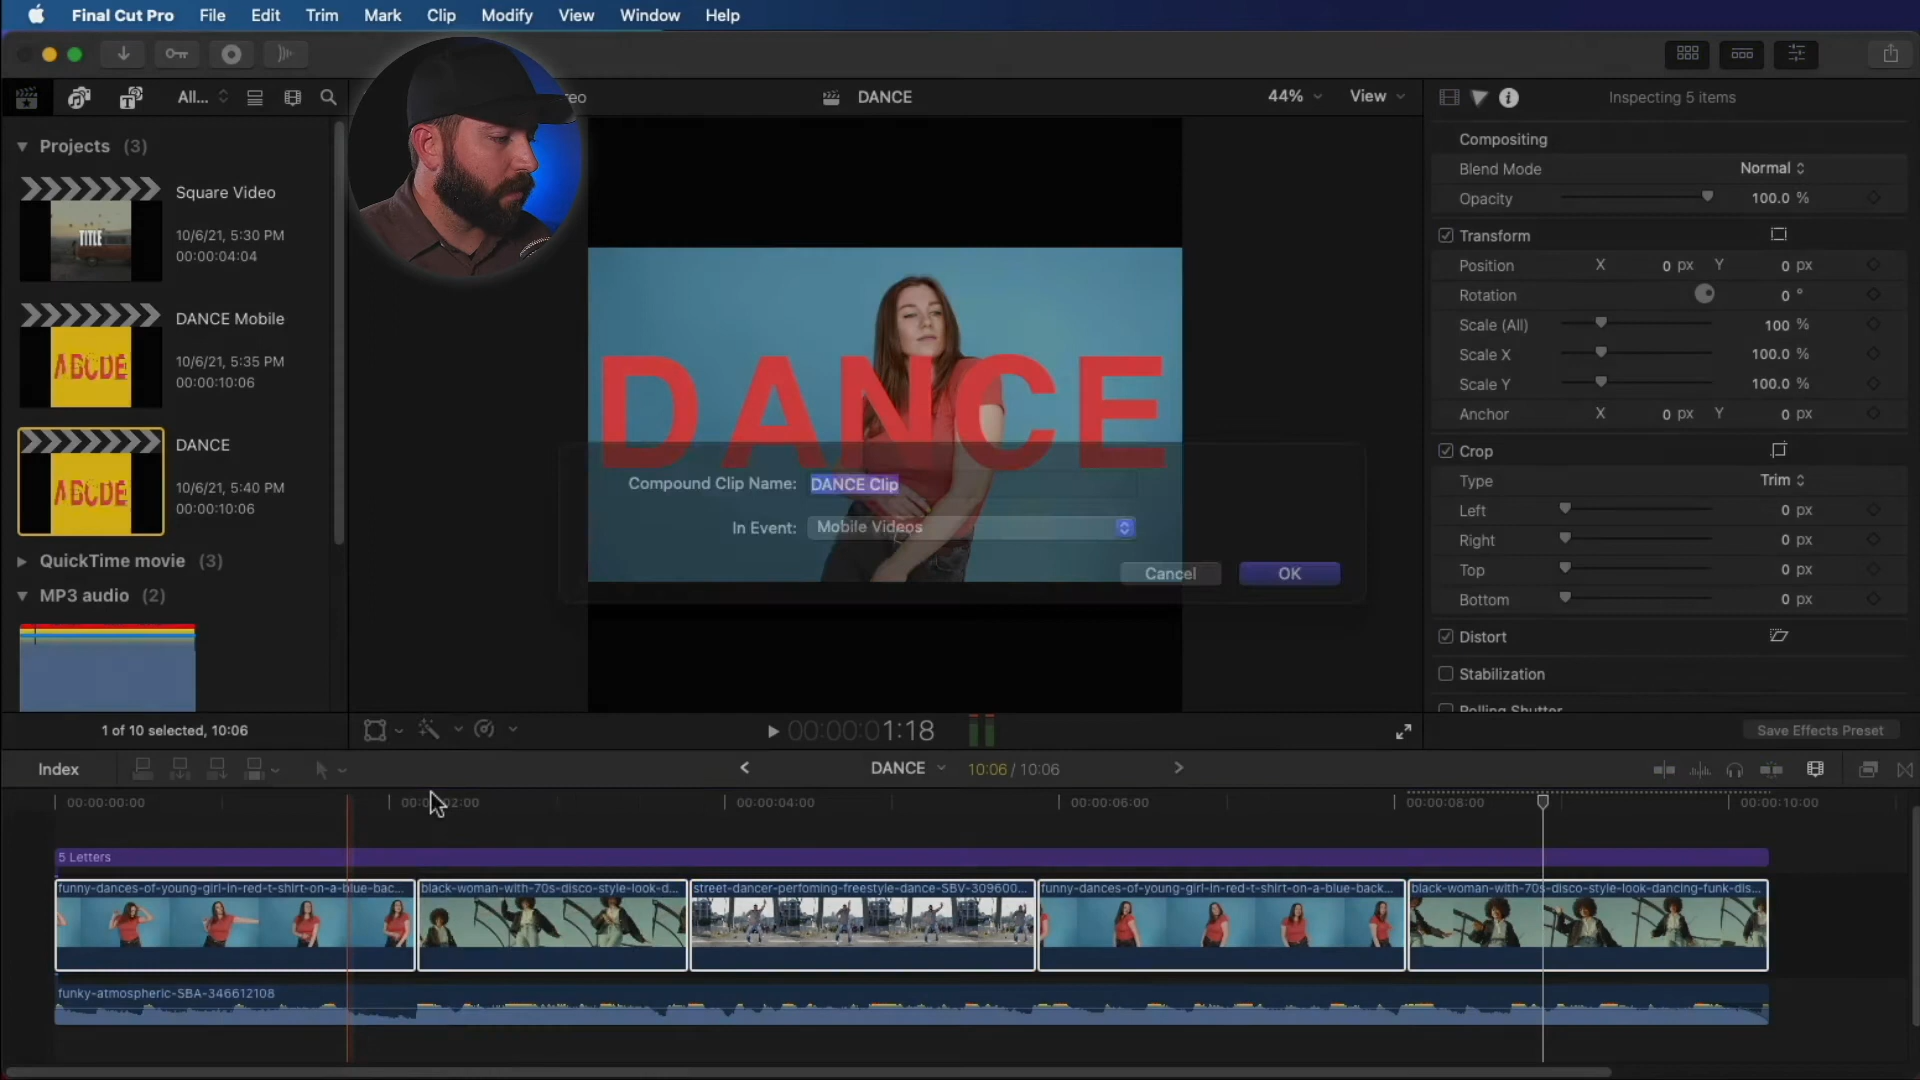 Final Cut Pro File Edit Trim Mark Clip Modify View Window Help
All...
DANCE
44%
View
Inspecting 5 items
Projects (3)
Square Video
10/6/21, 5:30 PM
00:00:04:04
TITLE
DANCE Mobile
10/6/21, 5:35 PM
00:00:10:06
ABCDE
DANCE
10/6/21, 5:40 PM
00:00:10:06
ABCDE
QuickTime movie (3)
MP3 audio (2)
1 of 10 selected, 10:06
DANCE
Compound Clip Name: DANCE Clip
In Event: Mobile Videos
Cancel OK
Compositing
Blend Mode Normal
Opacity 100.0 %
Transform
Position X 0 px Y 0 px
Rotation 0 °
Scale (All) 100 %
Scale X 100.0 %
Scale Y 100.0 %
Anchor X 0 px Y 0 px
Crop
Type Trim
Left 0 px
Right 0 px
Top 0 px
Bottom 0 px
Distort
Stabilization
Rolling Shutter
Save Effects Preset
00:00:01:18
Index
DANCE 10:06 / 10:06
00:00:00:00 00:00:04:00 00:00:06:00 00:00:08:00 00:00:10:00
5 Letters
funny-dances-of-young-girl-in-red-t-shirt-on-a-blue-bac...
black-woman-with-70s-disco-style-look-d...
street-dancer-perfoming-freestyle-dance-SBV-309600...
funny-dances-of-young-girl-in-red-t-shirt-on-a-blue-back...
black-woman-with-70s-disco-style-look-dancing-funk-dis...
funky-atmospheric-SBA-346612108